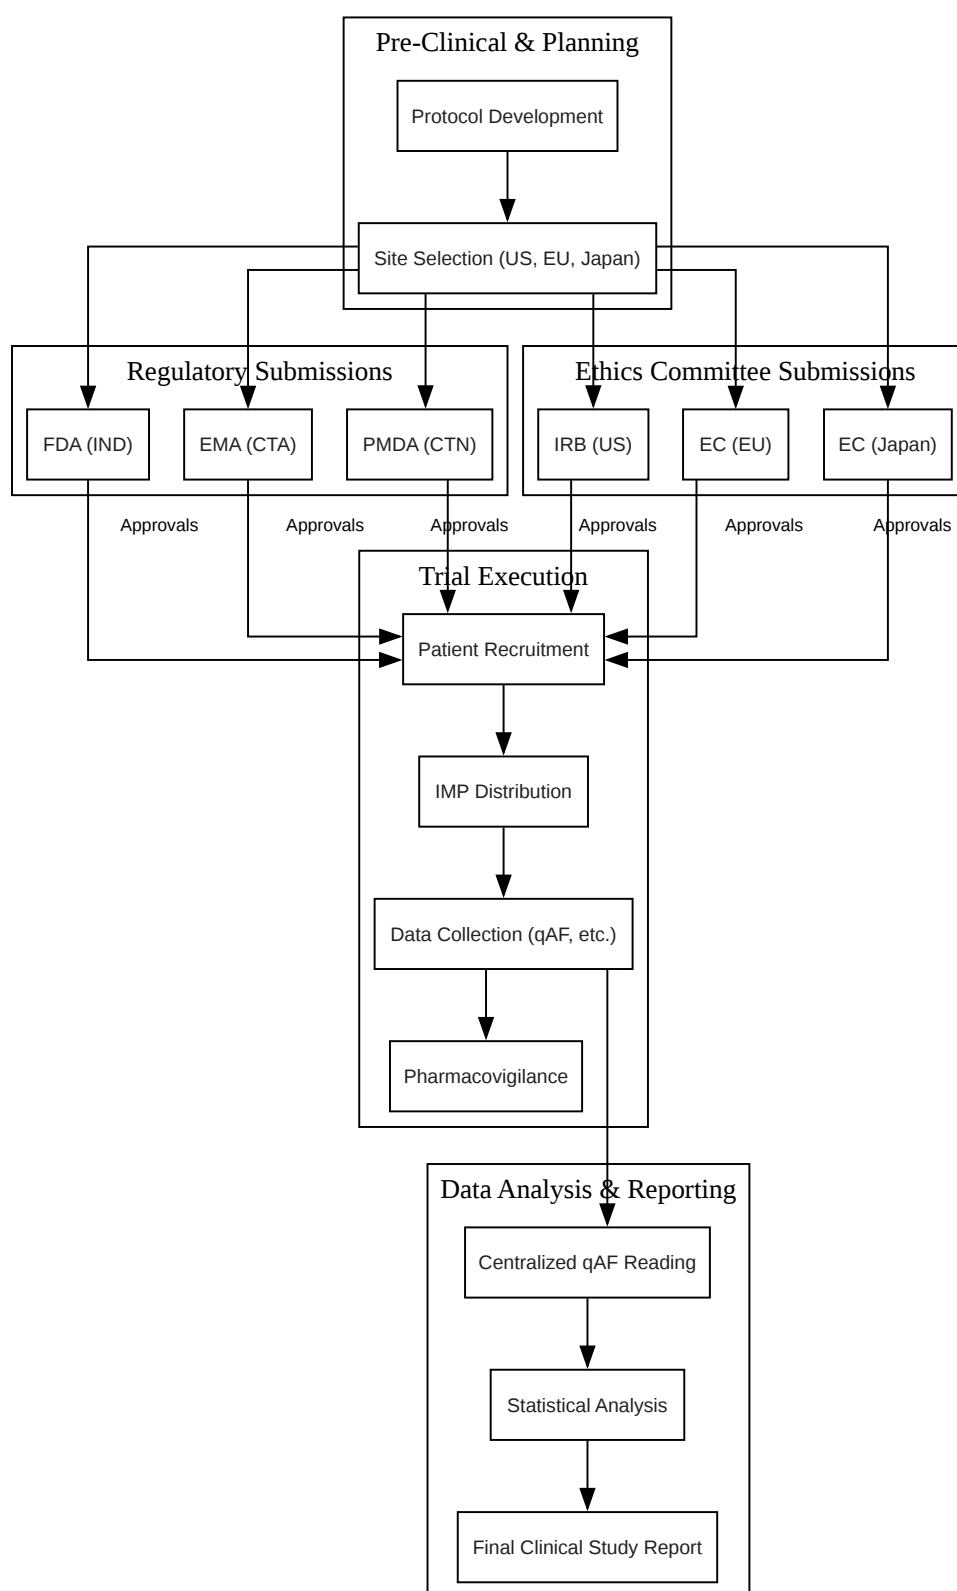 Pre-Clinical & Planning
Protocol Development
Site Selection (US, EU, Japan)
Regulatory Submissions
Ethics Committee Submissions
FDA (IND)
EMA (CTA)
PMDA (CTN)
IRB (US)
EC (EU)
EC (Japan)
Approvals
Approvals
Approvals
Approvals
Approvals
Approvals
Trial Execution
Patient Recruitment
IMP Distribution
Data Collection (qAF, etc.)
Pharmacovigilance
Data Analysis & Reporting
Centralized qAF Reading
Statistical Analysis
Final Clinical Study Report